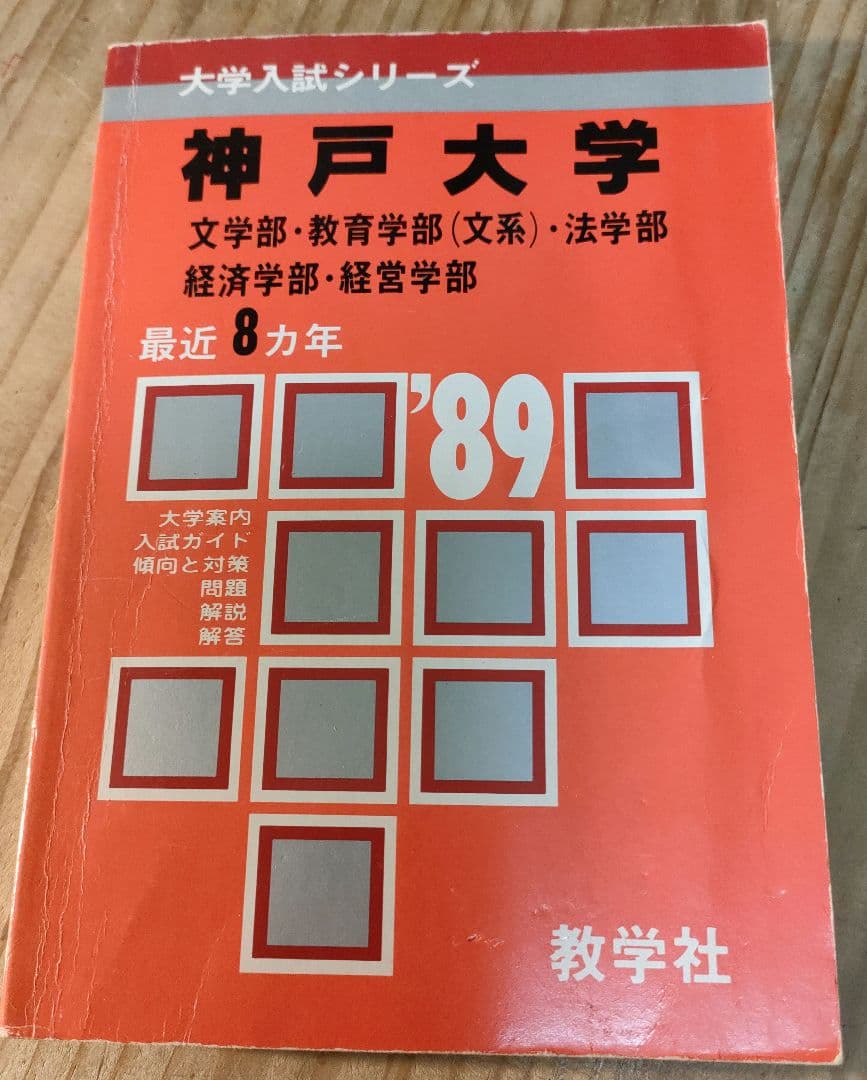 大学入試シリーズ
神戸大学
文学部・教育学部(文系)・法学部
経済学部・経営学部
最近8カ年
'89
大学案内
入試ガイド
傾向と対策
問題
解説
解答
教学社